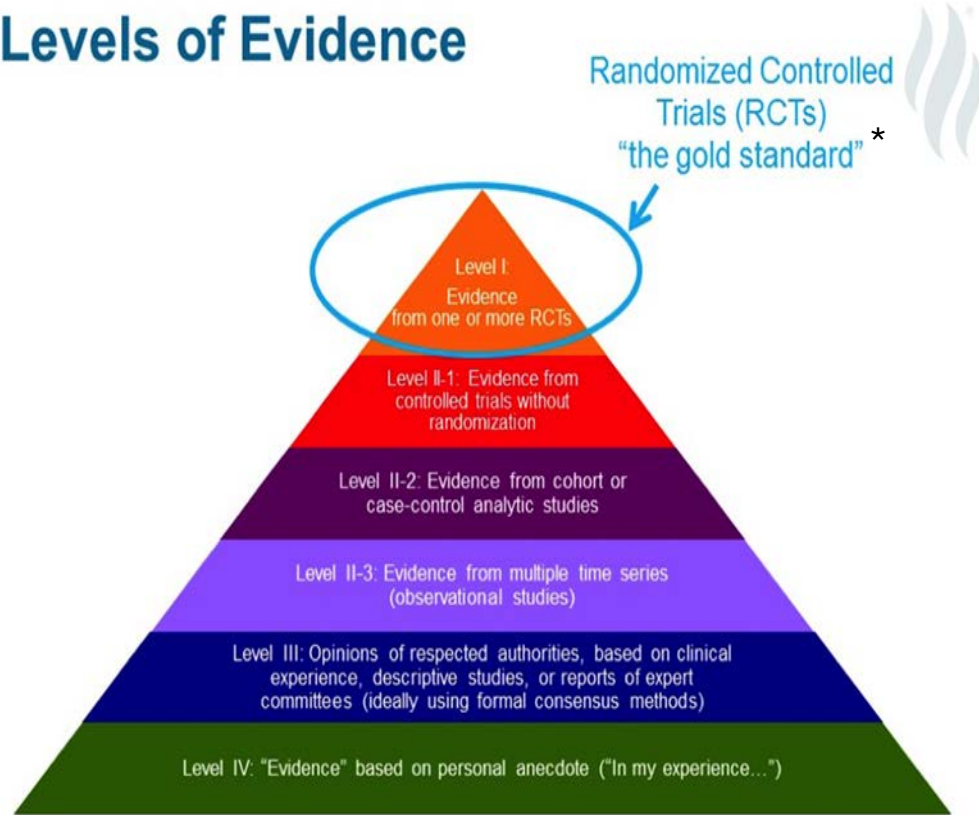 Levels of Evidence
Randomized Controlled
Trials (RCTs)
“the gold standard” *
Level I:
Evidence
from one or more RCTs
Level II-1: Evidence from
controlled trials without
randomization
Level II-2: Evidence from cohort or
case-control analytic studies
Level II-3: Evidence from multiple time series
(observational studies)
Level III: Opinions of respected authorities, based on clinical
experience, descriptive studies, or reports of expert
committees (ideally using formal consensus methods)
Level IV: “Evidence” based on personal anecdote (“In my experience…”)